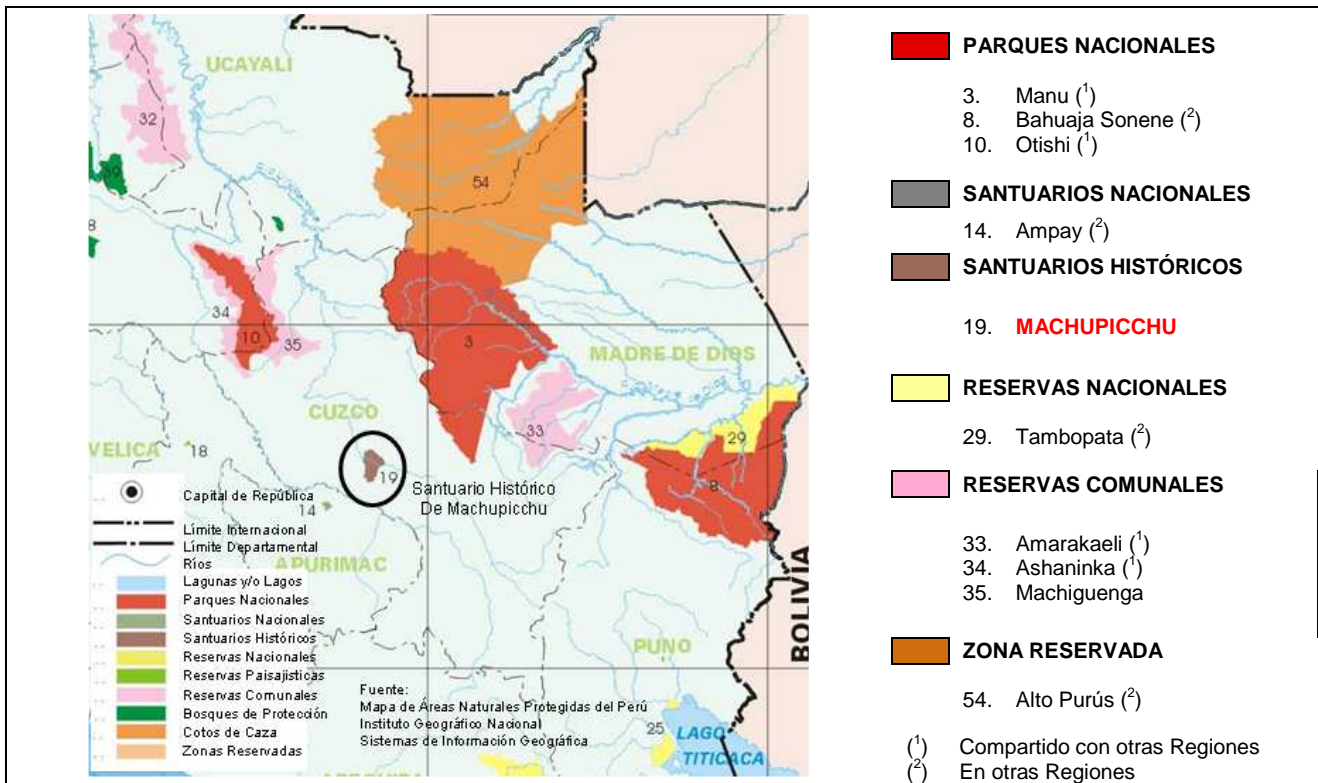 UCAYALI
32
39
54
8
34
10
35
3
MADRE DE DIOS
CUZCO
33
VELICA
18
29
19
Santuario Histórico
De Machupicchu
14
8
APURIMAC
BOLIVÍA
PUNO
25
LAGO
TITICACA
Capital de República
Límite Internacional
Límite Departamental
Ríos
Lagunas y/o Lagos
Parques Nacionales
Santuarios Nacionales
Santuarios Históricos
Reservas Nacionales
Reservas Paisajísticas
Reservas Comunales
Bosques de Protección
Cotos de Caza
Zonas Reservadas
Fuente:
Mapa de Áreas Naturales Protegidas del Perú
Instituto Geográfico Nacional
Sistemas de Información Geográfica
PARQUES NACIONALES
3. Manu (¹)
8. Bahuaja Sonene (²)
10. Otishi (¹)
SANTUARIOS NACIONALES
14. Ampay (²)
SANTUARIOS HISTÓRICOS
19. MACHUPICCHU
RESERVAS NACIONALES
29. Tambopata (²)
RESERVAS COMUNALES
33. Amarakaeli (¹)
34. Ashaninka (¹)
35. Machiguenga
ZONA RESERVADA
54. Alto Purús (²)
(¹) Compartido con otras Regiones
(²) En otras Regiones